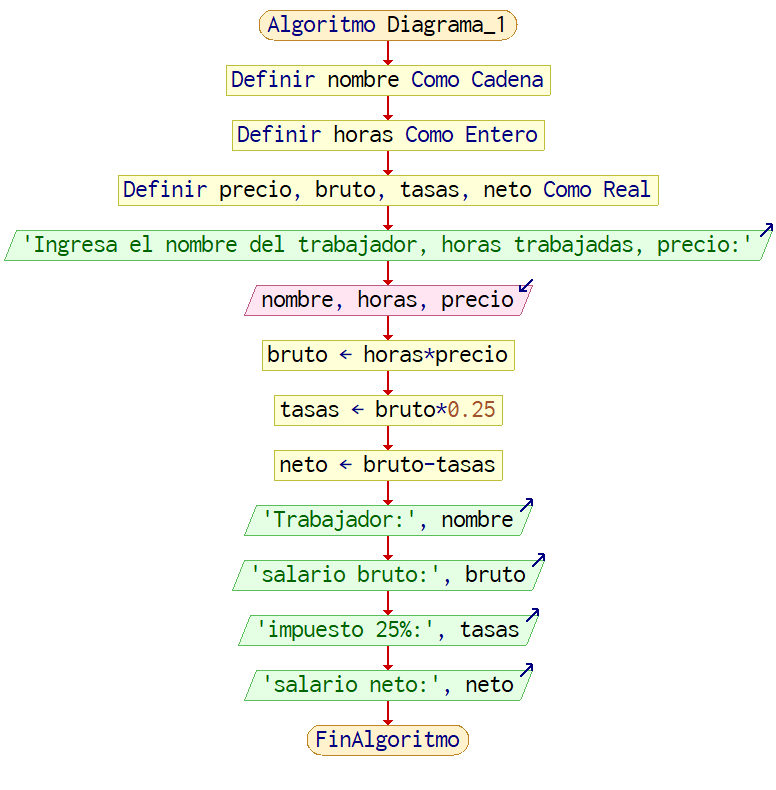 Algoritmo Diagrama_1
Definir nombre Como Cadena
Definir horas Como Entero
Definir precio, bruto, tasas, neto Como Real
'Ingresa el nombre del trabajador, horas trabajadas, precio:'
nombre, horas, precio
bruto ← horas*precio
tasas ← bruto*0.25
neto ← bruto-tasas
'Trabajador:', nombre
'salario bruto:', bruto
'impuesto 25%:', tasas
'salario neto:', neto
FinAlgoritmo